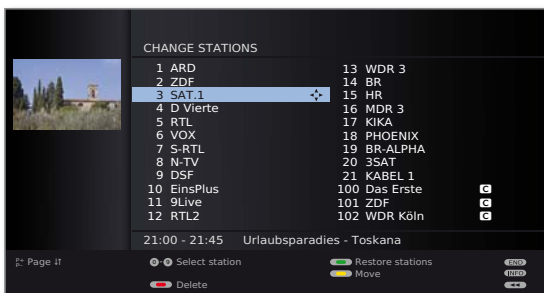 CHANGE STATIONS
1 ARD
2 ZDF
3 SAT.1
4 D Vierte
5 RTL
6 VOX
7 S-RTL
8 N-TV
9 DSF
10 EinsPlus
11 9Live
12 RTL2
13 WDR 3
14 BR
15 HR
16 MDR 3
17 KIKA
18 PHOENIX
19 BR-ALPHA
20 3SAT
21 KABEL 1
100 Das Erste C
101 ZDF C
102 WDR Köln C
21:00 - 21:45 Urlaubsparadies - Toskana
P+ P- Page
0-9 Select station
Delete
Restore stations
Move
END
INFO